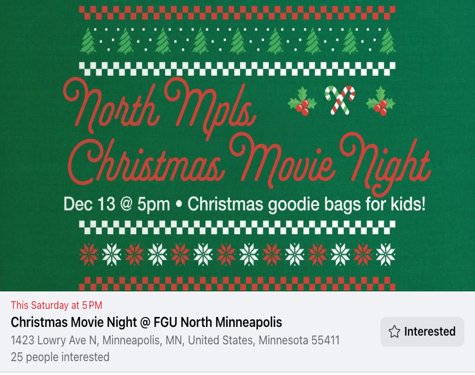 North Mpls
Christmas Movie Night
Dec 13 @ 5pm • Christmas goodie bags for kids!
This Saturday at 5 PM
Christmas Movie Night @ FGU North Minneapolis
1423 Lowry Ave N, Minneapolis, MN, United States, Minnesota 55411
Interested
25 people interested